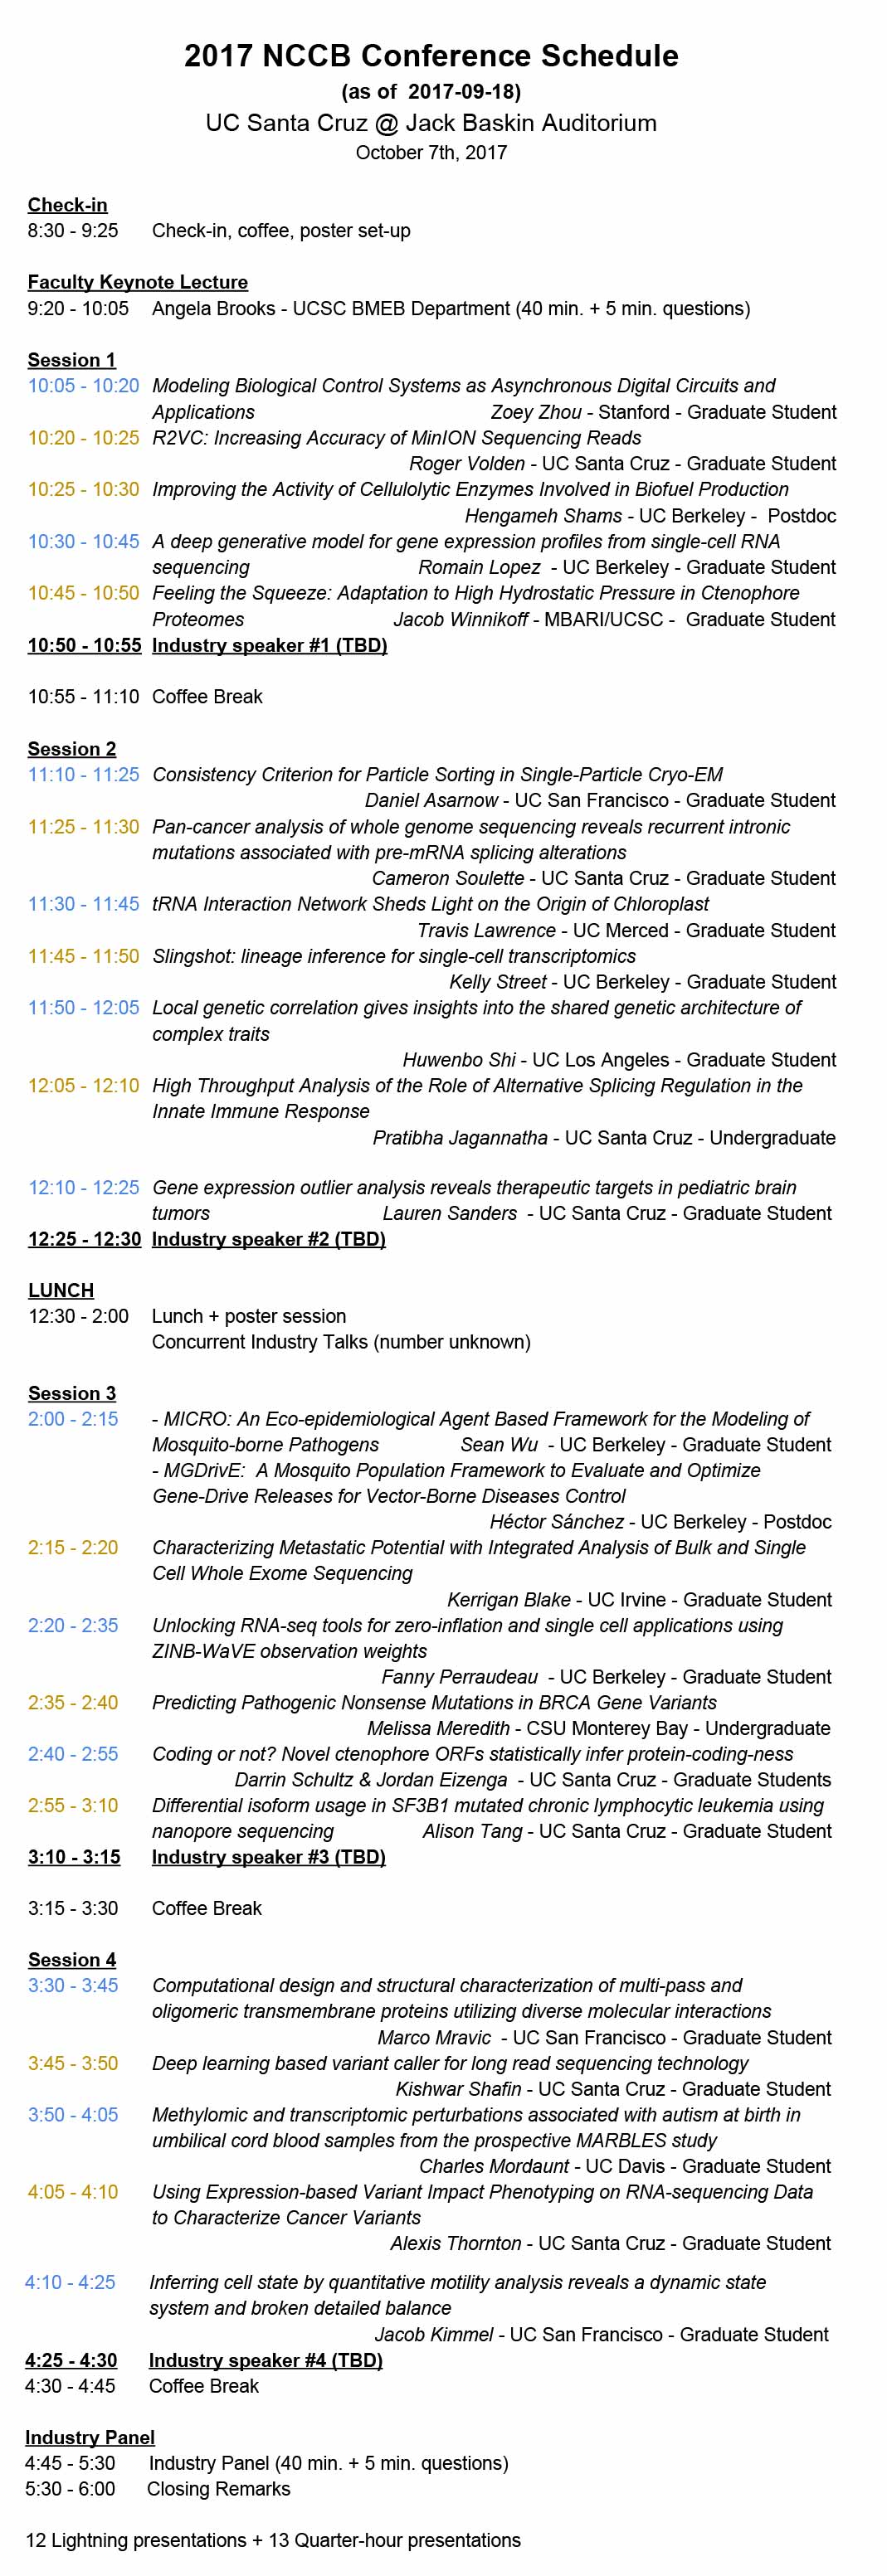 2017 NCCB Conference Schedule
(as of 2017-09-18)
UC Santa Cruz @ Jack Baskin Auditorium
October 7th, 2017
Check-in
8:30 - 9:25 Check-in, coffee, poster set-up
Faculty Keynote Lecture
9:20 - 10:05 Angela Brooks - UCSC BMEB Department (40 min. + 5 min. questions)
Session 1
10:05 - 10:20 Modeling Biological Control Systems as Asynchronous Digital Circuits and
Applications Zoey Zhou - Stanford - Graduate Student
10:20 - 10:25 R2VC: Increasing Accuracy of MinION Sequencing Reads
Roger Volden - UC Santa Cruz - Graduate Student
10:25 - 10:30 Improving the Activity of Cellulolytic Enzymes Involved in Biofuel Production
Hengameh Shams - UC Berkeley - Postdoc
10:30 - 10:45 A deep generative model for gene expression profiles from single-cell RNA
sequencing Romain Lopez - UC Berkeley - Graduate Student
10:45 - 10:50 Feeling the Squeeze: Adaptation to High Hydrostatic Pressure in Ctenophore
Proteomes Jacob Winnikoff - MBARI/UCSC - Graduate Student
10:50 - 10:55 Industry speaker #1 (TBD)
10:55 - 11:10 Coffee Break
Session 2
11:10 - 11:25 Consistency Criterion for Particle Sorting in Single-Particle Cryo-EM
Daniel Asarnow - UC San Francisco - Graduate Student
11:25 - 11:30 Pan-cancer analysis of whole genome sequencing reveals recurrent intronic
mutations associated with pre-mRNA splicing alterations
Cameron Soulette - UC Santa Cruz - Graduate Student
11:30 - 11:45 tRNA Interaction Network Sheds Light on the Origin of Chloroplast
Travis Lawrence - UC Merced - Graduate Student
11:45 - 11:50 Slingshot: lineage inference for single-cell transcriptomics
Kelly Street - UC Berkeley - Graduate Student
11:50 - 12:05 Local genetic correlation gives insights into the shared genetic architecture of
complex traits
Huwenbo Shi - UC Los Angeles - Graduate Student
12:05 - 12:10 High Throughput Analysis of the Role of Alternative Splicing Regulation in the
Innate Immune Response
Pratibha Jagannatha - UC Santa Cruz - Undergraduate
12:10 - 12:25 Gene expression outlier analysis reveals therapeutic targets in pediatric brain
tumors Lauren Sanders - UC Santa Cruz - Graduate Student
12:25 - 12:30 Industry speaker #2 (TBD)
LUNCH
12:30 - 2:00 Lunch + poster session
Concurrent Industry Talks (number unknown)
Session 3
2:00 - 2:15 - MICRO: An Eco-epidemiological Agent Based Framework for the Modeling of
Mosquito-borne Pathogens Sean Wu - UC Berkeley - Graduate Student
- MGDrivE: A Mosquito Population Framework to Evaluate and Optimize
Gene-Drive Releases for Vector-Borne Diseases Control
Héctor Sánchez - UC Berkeley - Postdoc
2:15 - 2:20 Characterizing Metastatic Potential with Integrated Analysis of Bulk and Single
Cell Whole Exome Sequencing
Kerrigan Blake - UC Irvine - Graduate Student
2:20 - 2:35 Unlocking RNA-seq tools for zero-inflation and single cell applications using
ZINB-WaVE observation weights
Fanny Perraudeau - UC Berkeley - Graduate Student
2:35 - 2:40 Predicting Pathogenic Nonsense Mutations in BRCA Gene Variants
Melissa Meredith - CSU Monterey Bay - Undergraduate
2:40 - 2:55 Coding or not? Novel ctenophore ORFs statistically infer protein-coding-ness
Darrin Schultz & Jordan Eizenga - UC Santa Cruz - Graduate Students
2:55 - 3:10 Differential isoform usage in SF3B1 mutated chronic lymphocytic leukemia using
nanopore sequencing Alison Tang - UC Santa Cruz - Graduate Student
3:10 - 3:15 Industry speaker #3 (TBD)
3:15 - 3:30 Coffee Break
Session 4
3:30 - 3:45 Computational design and structural characterization of multi-pass and
oligomeric transmembrane proteins utilizing diverse molecular interactions
Marco Mravic - UC San Francisco - Graduate Student
3:45 - 3:50 Deep learning based variant caller for long read sequencing technology
Kishwar Shafin - UC Santa Cruz - Graduate Student
3:50 - 4:05 Methylomic and transcriptomic perturbations associated with autism at birth in
umbilical cord blood samples from the prospective MARBLES study
Charles Mordaunt - UC Davis - Graduate Student
4:05 - 4:10 Using Expression-based Variant Impact Phenotyping on RNA-sequencing Data
to Characterize Cancer Variants
Alexis Thornton - UC Santa Cruz - Graduate Student
4:10 - 4:25 Inferring cell state by quantitative motility analysis reveals a dynamic state
system and broken detailed balance
Jacob Kimmel - UC San Francisco - Graduate Student
4:25 - 4:30 Industry speaker #4 (TBD)
4:30 - 4:45 Coffee Break
Industry Panel
4:45 - 5:30 Industry Panel (40 min. + 5 min. questions)
5:30 - 6:00 Closing Remarks
12 Lightning presentations + 13 Quarter-hour presentations